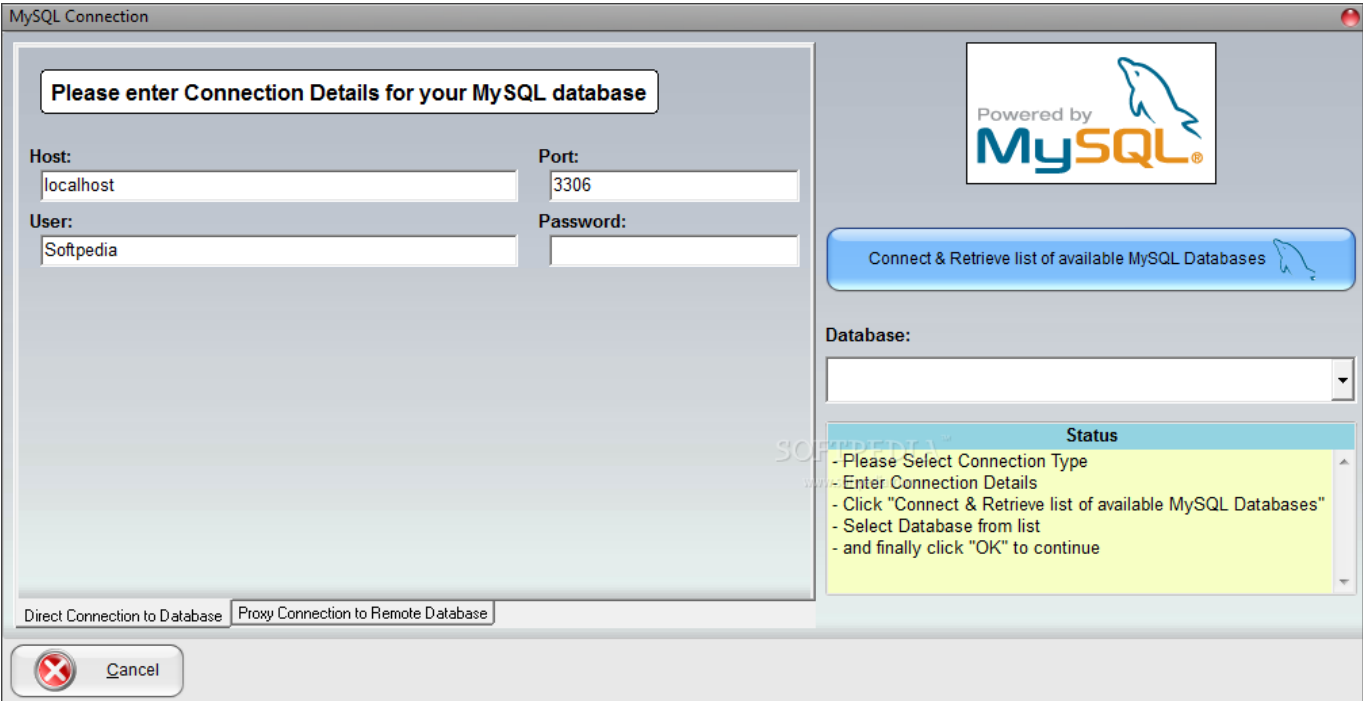 MySQL Connection
Please enter Connection Details for your MySQL database
Host:
Port:
localhost
3306
User:
Password:
Softpedia
Direct Connection to Database
Proxy Connection to Remote Database
Powered by
MySQL®
Connect & Retrieve list of available MySQL Databases
Database:
Status
- Please Select Connection Type
- Enter Connection Details
- Click "Connect & Retrieve list of available MySQL Databases"
- Select Database from list
- and finally click "OK" to continue
SOFTPEDIA
Cancel